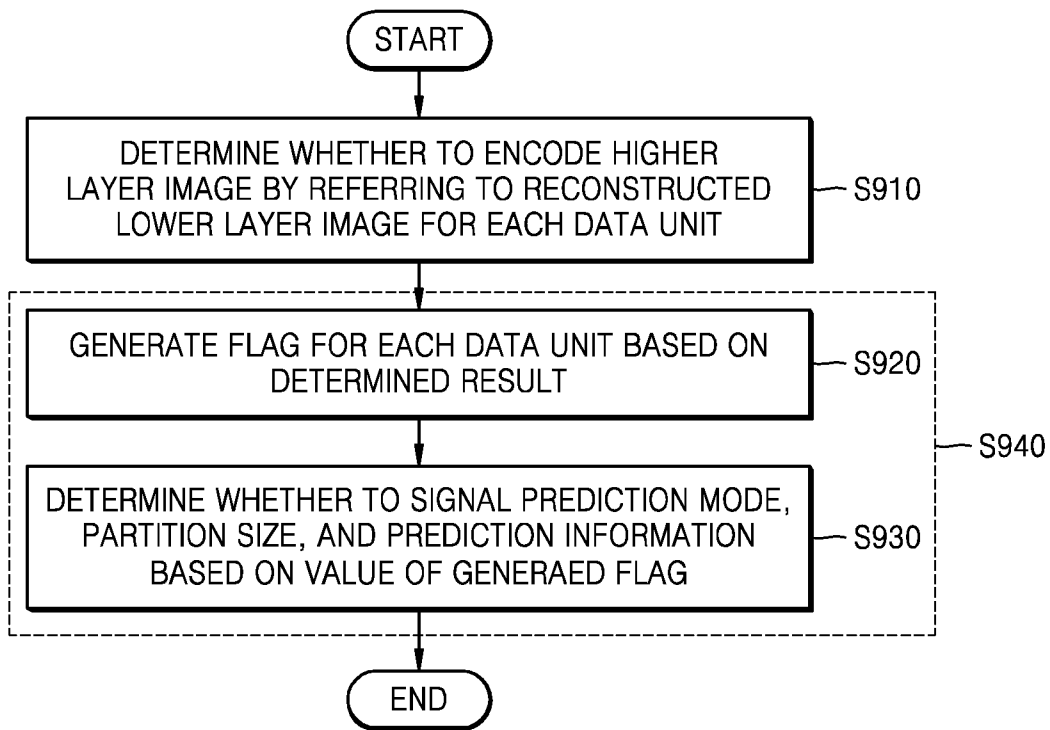 START
DETERMINE WHETHER TO ENCODE HIGHER
LAYER IMAGE BY REFERRING TO RECONSTRUCTED
LOWER LAYER IMAGE FOR EACH DATA UNIT
S910
GENERATE FLAG FOR EACH DATA UNIT BASED ON
DETERMINED RESULT
S920
S940
DETERMINE WHETHER TO SIGNAL PREDICTION MODE,
PARTITION SIZE, AND PREDICTION INFORMATION
BASED ON VALUE OF GENERAED FLAG
S930
END